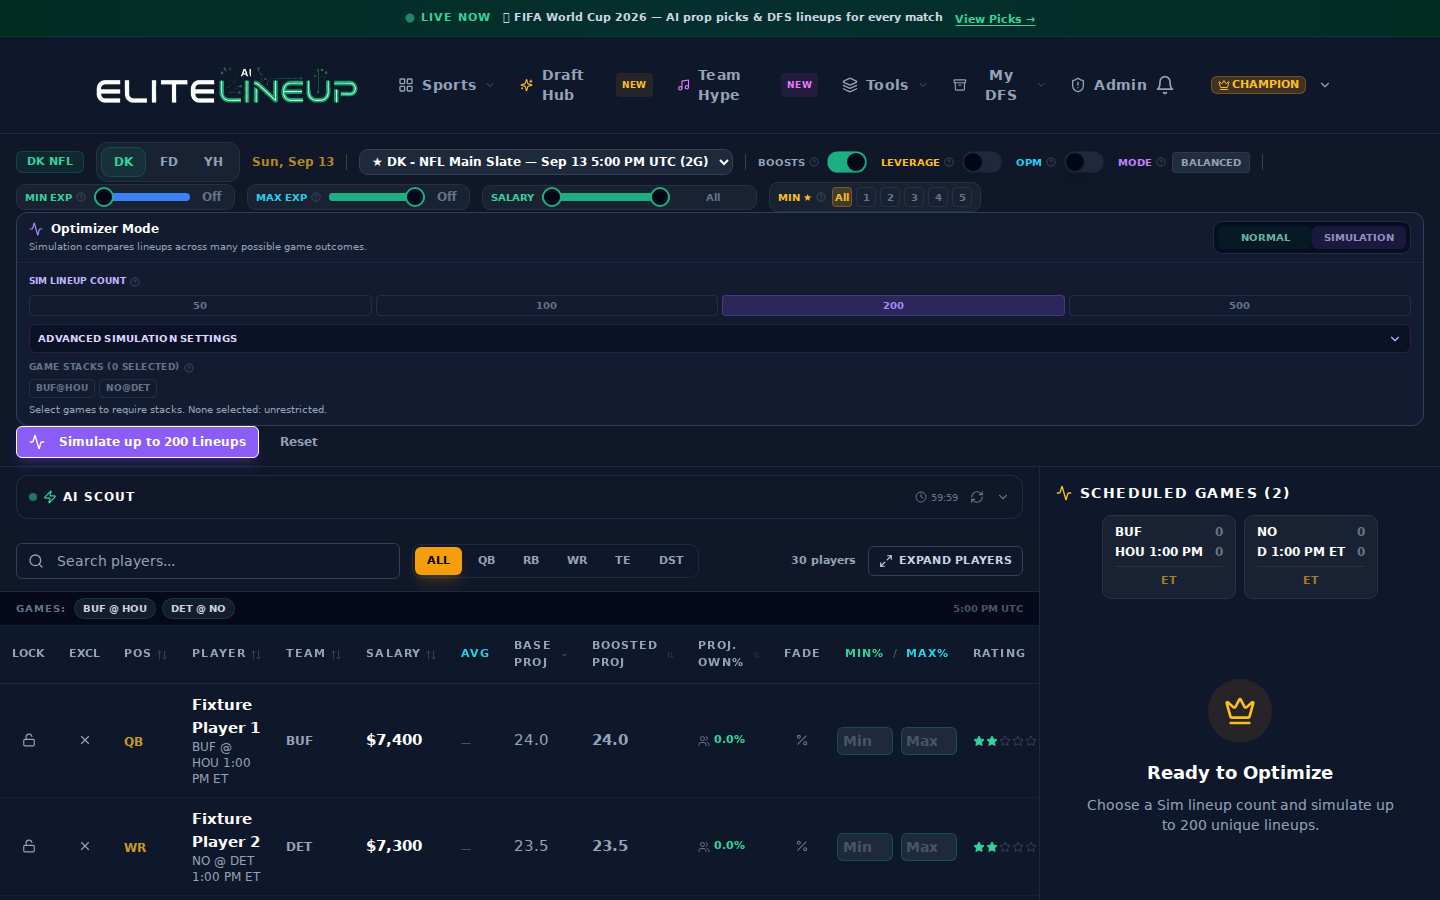 LIVE NOW FIFA World Cup 2026 — AI prop picks & DFS lineups for every match View Picks →
ELITE LINEUP AI
Sports
Draft Hub NEW
Team Hype NEW
Tools
My DFS
Admin
CHAMPION
DK NFL DK FD YH Sun, Sep 13 ★ DK - NFL Main Slate — Sep 13 5:00 PM UTC (2G) BOOSTS LEVERAGE OPM MODE BALANCED
MIN EXP Off MAX EXP Off SALARY All MIN ★ All 1 2 3 4 5
Optimizer Mode
Simulation compares lineups across many possible game outcomes.
NORMAL SIMULATION
SIM LINEUP COUNT
50 100 200 500
ADVANCED SIMULATION SETTINGS
GAME STACKS (0 SELECTED)
BUF@HOU NO@DET
Select games to require stacks. None selected: unrestricted.
Simulate up to 200 Lineups Reset
AI SCOUT 59:59
Search players... ALL QB RB WR TE DST 30 players EXPAND PLAYERS
GAMES: BUF @ HOU DET @ NO 5:00 PM UTC
LOCK EXCL POS PLAYER TEAM SALARY AVG BASE PROJ BOOSTED PROJ PROJ. OWN% FADE MIN% / MAX% RATING
QB Fixture Player 1 BUF @ HOU 1:00 PM ET BUF $7,400 — 24.0 24.0 0.0% % Min Max
WR Fixture Player 2 NO @ DET 1:00 PM ET DET $7,300 — 23.5 23.5 0.0% % Min Max
SCHEDULED GAMES (2)
BUF 0
HOU 1:00 PM 0
ET
NO 0
D 1:00 PM ET 0
ET
Ready to Optimize
Choose a Sim lineup count and simulate up
to 200 unique lineups.